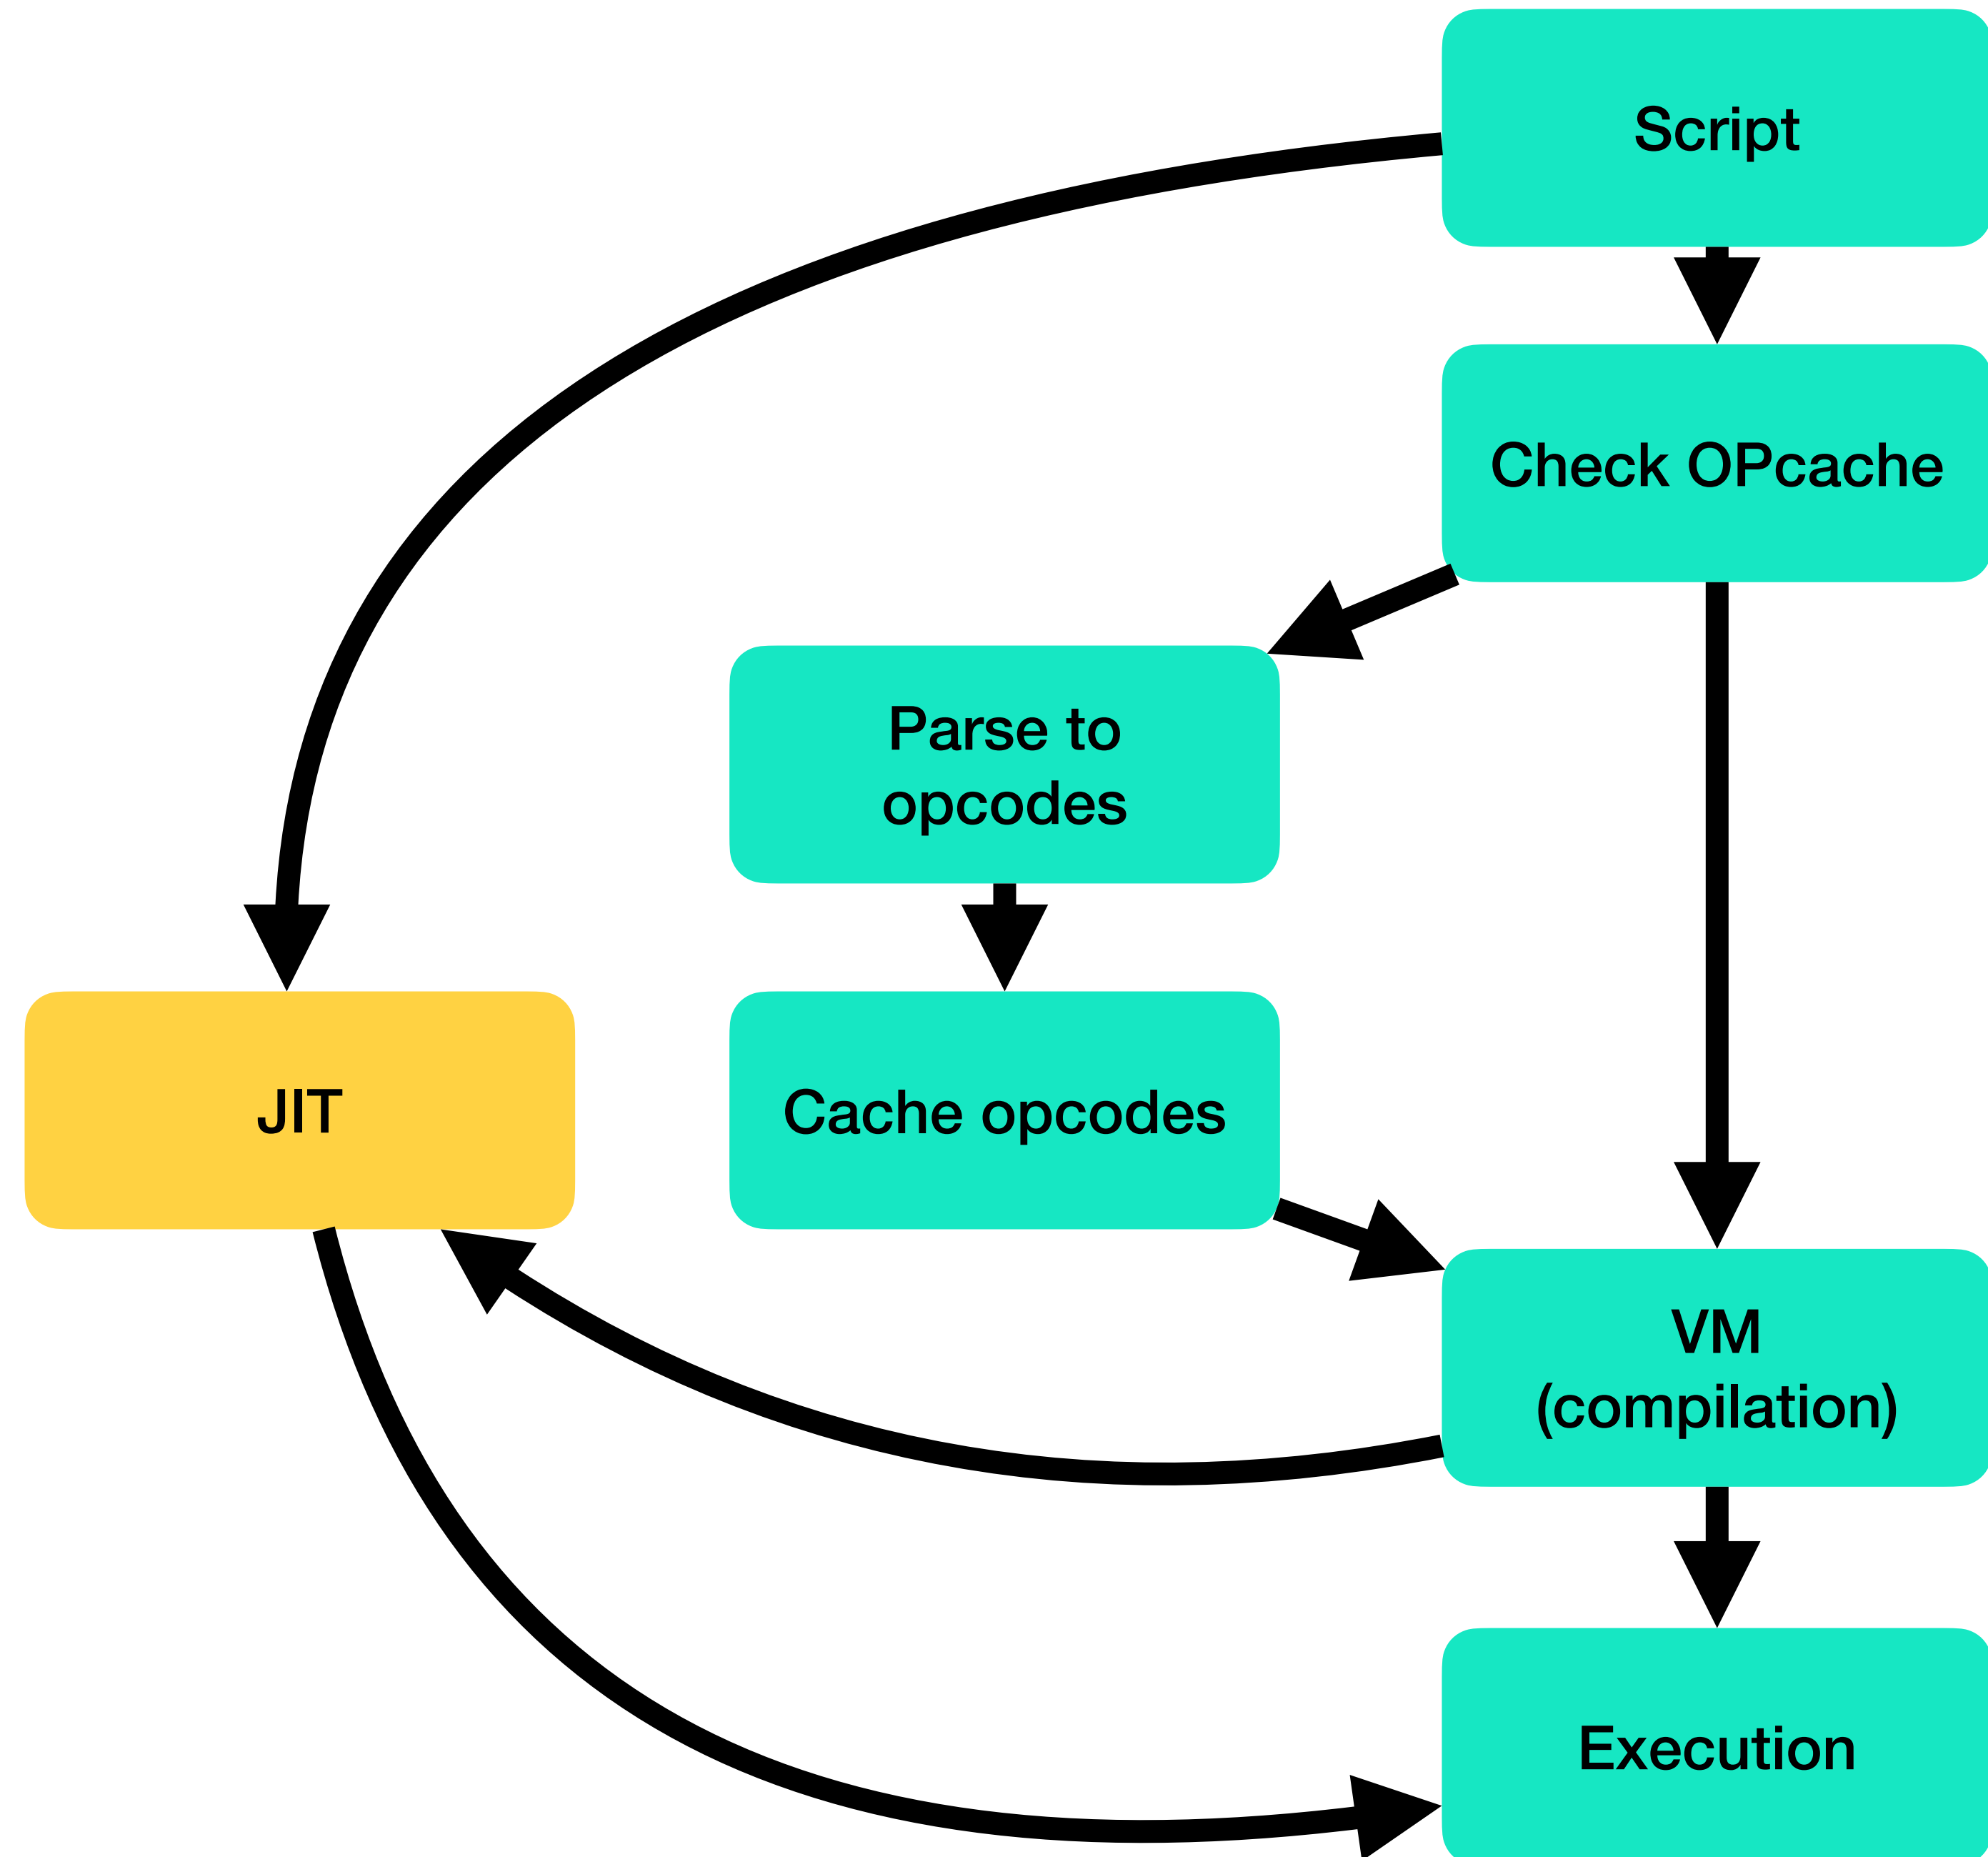 Script
Check OPcache
Parse to
opcodes
JIT
Cache opcodes
VM
(compilation)
Execution